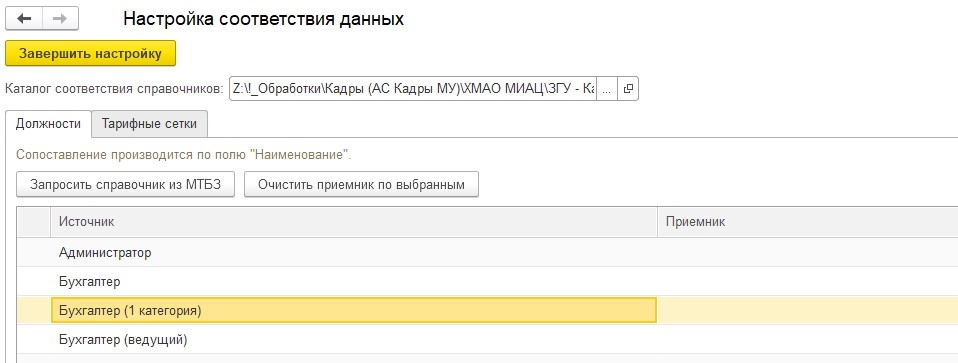 Настройка соответствия данных
Завершить настройку
Каталог соответствия справочников: Z:\!_Обработки\Кадры (АС Кадры МУ)\ХМАО МИАЦ\ЗГУ - Ка ...
Должности Тарифные сетки
Сопоставление производится по полю "Наименование".
Запросить справочник из МТБЗ Очистить приемник по выбранным
Источник Приемник
Администратор
Бухгалтер
Бухгалтер (1 категория)
Бухгалтер (ведущий)